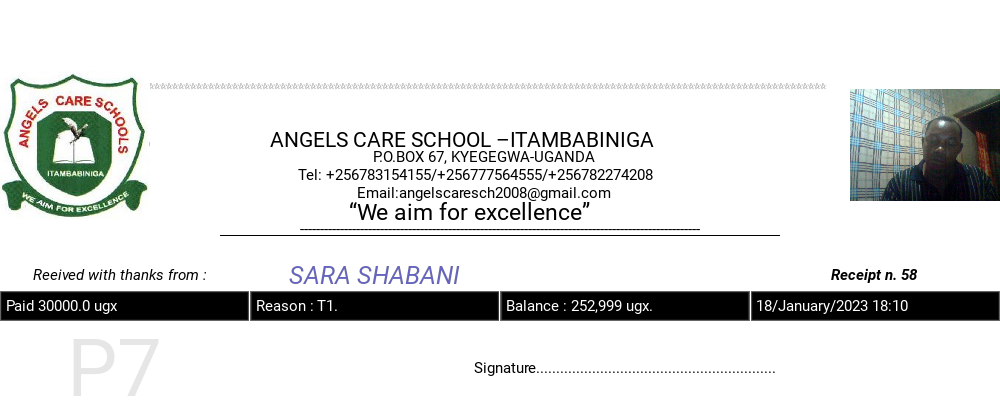 ANGELS CARE SCHOOLS
ITAMBABINIGA
WE AIM FOR EXCELLENCE
ANGELS CARE SCHOOL –ITAMBABINIGA
P.O.BOX 67, KYEGEGWA-UGANDA
Tel: +256783154155/+256777564555/+256782274208
Email:angelscaresch2008@gmail.com
“We aim for excellence”
Reeived with thanks from : SARA SHABANI Receipt n. 58
Paid 30000.0 ugx Reason : T1. Balance : 252,999 ugx. 18/January/2023 18:10
P7
Signature............................................................